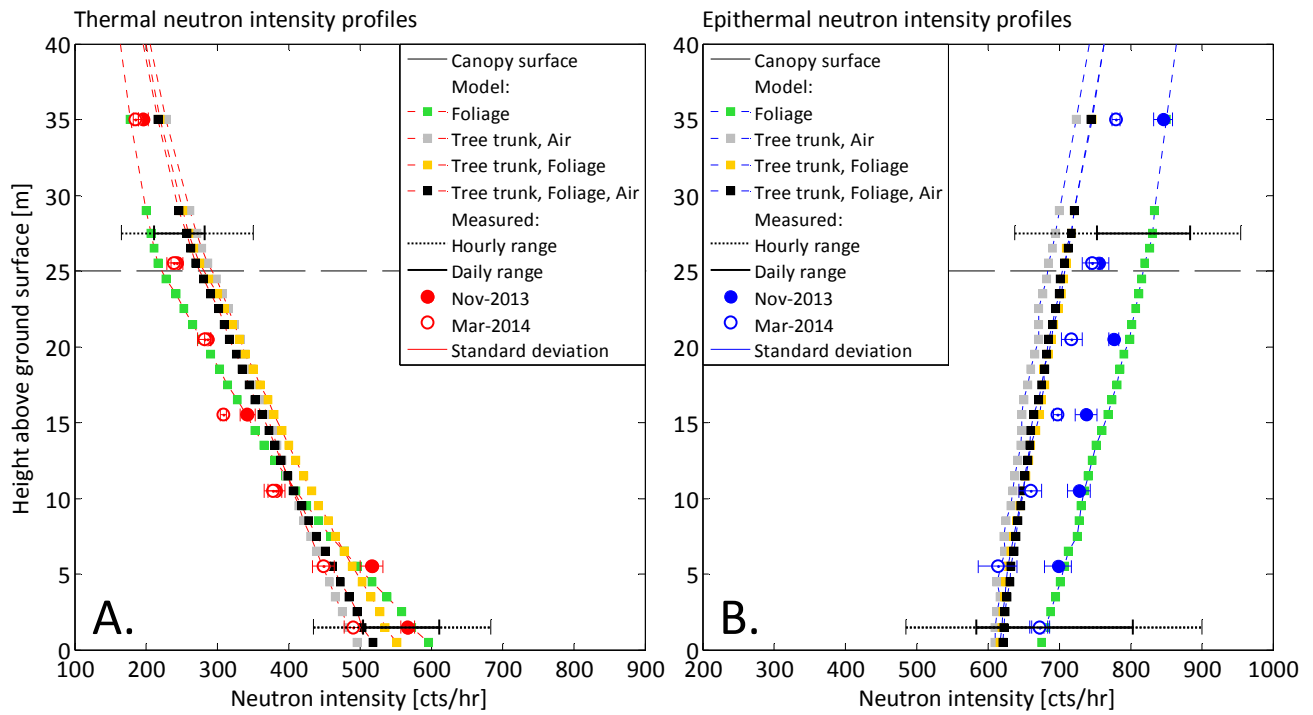 Thermal neutron intensity profiles
Epithermal neutron intensity profiles
Height above ground surface [m]
40
35
30
25
20
15
10
5
0
100 200 300 400 500 600 700 800 900
Neutron intensity [cts/hr]
A.
Canopy surface
Model:
Foliage
Tree trunk, Air
Tree trunk, Foliage
Tree trunk, Foliage, Air
Measured:
Hourly range
Daily range
Nov-2013
Mar-2014
Standard deviation
40
35
30
25
20
15
10
5
0
200 300 400 500 600 700 800 900 1000
Neutron intensity [cts/hr]
B.
Canopy surface
Model:
Foliage
Tree trunk, Air
Tree trunk, Foliage
Tree trunk, Foliage, Air
Measured:
Hourly range
Daily range
Nov-2013
Mar-2014
Standard deviation